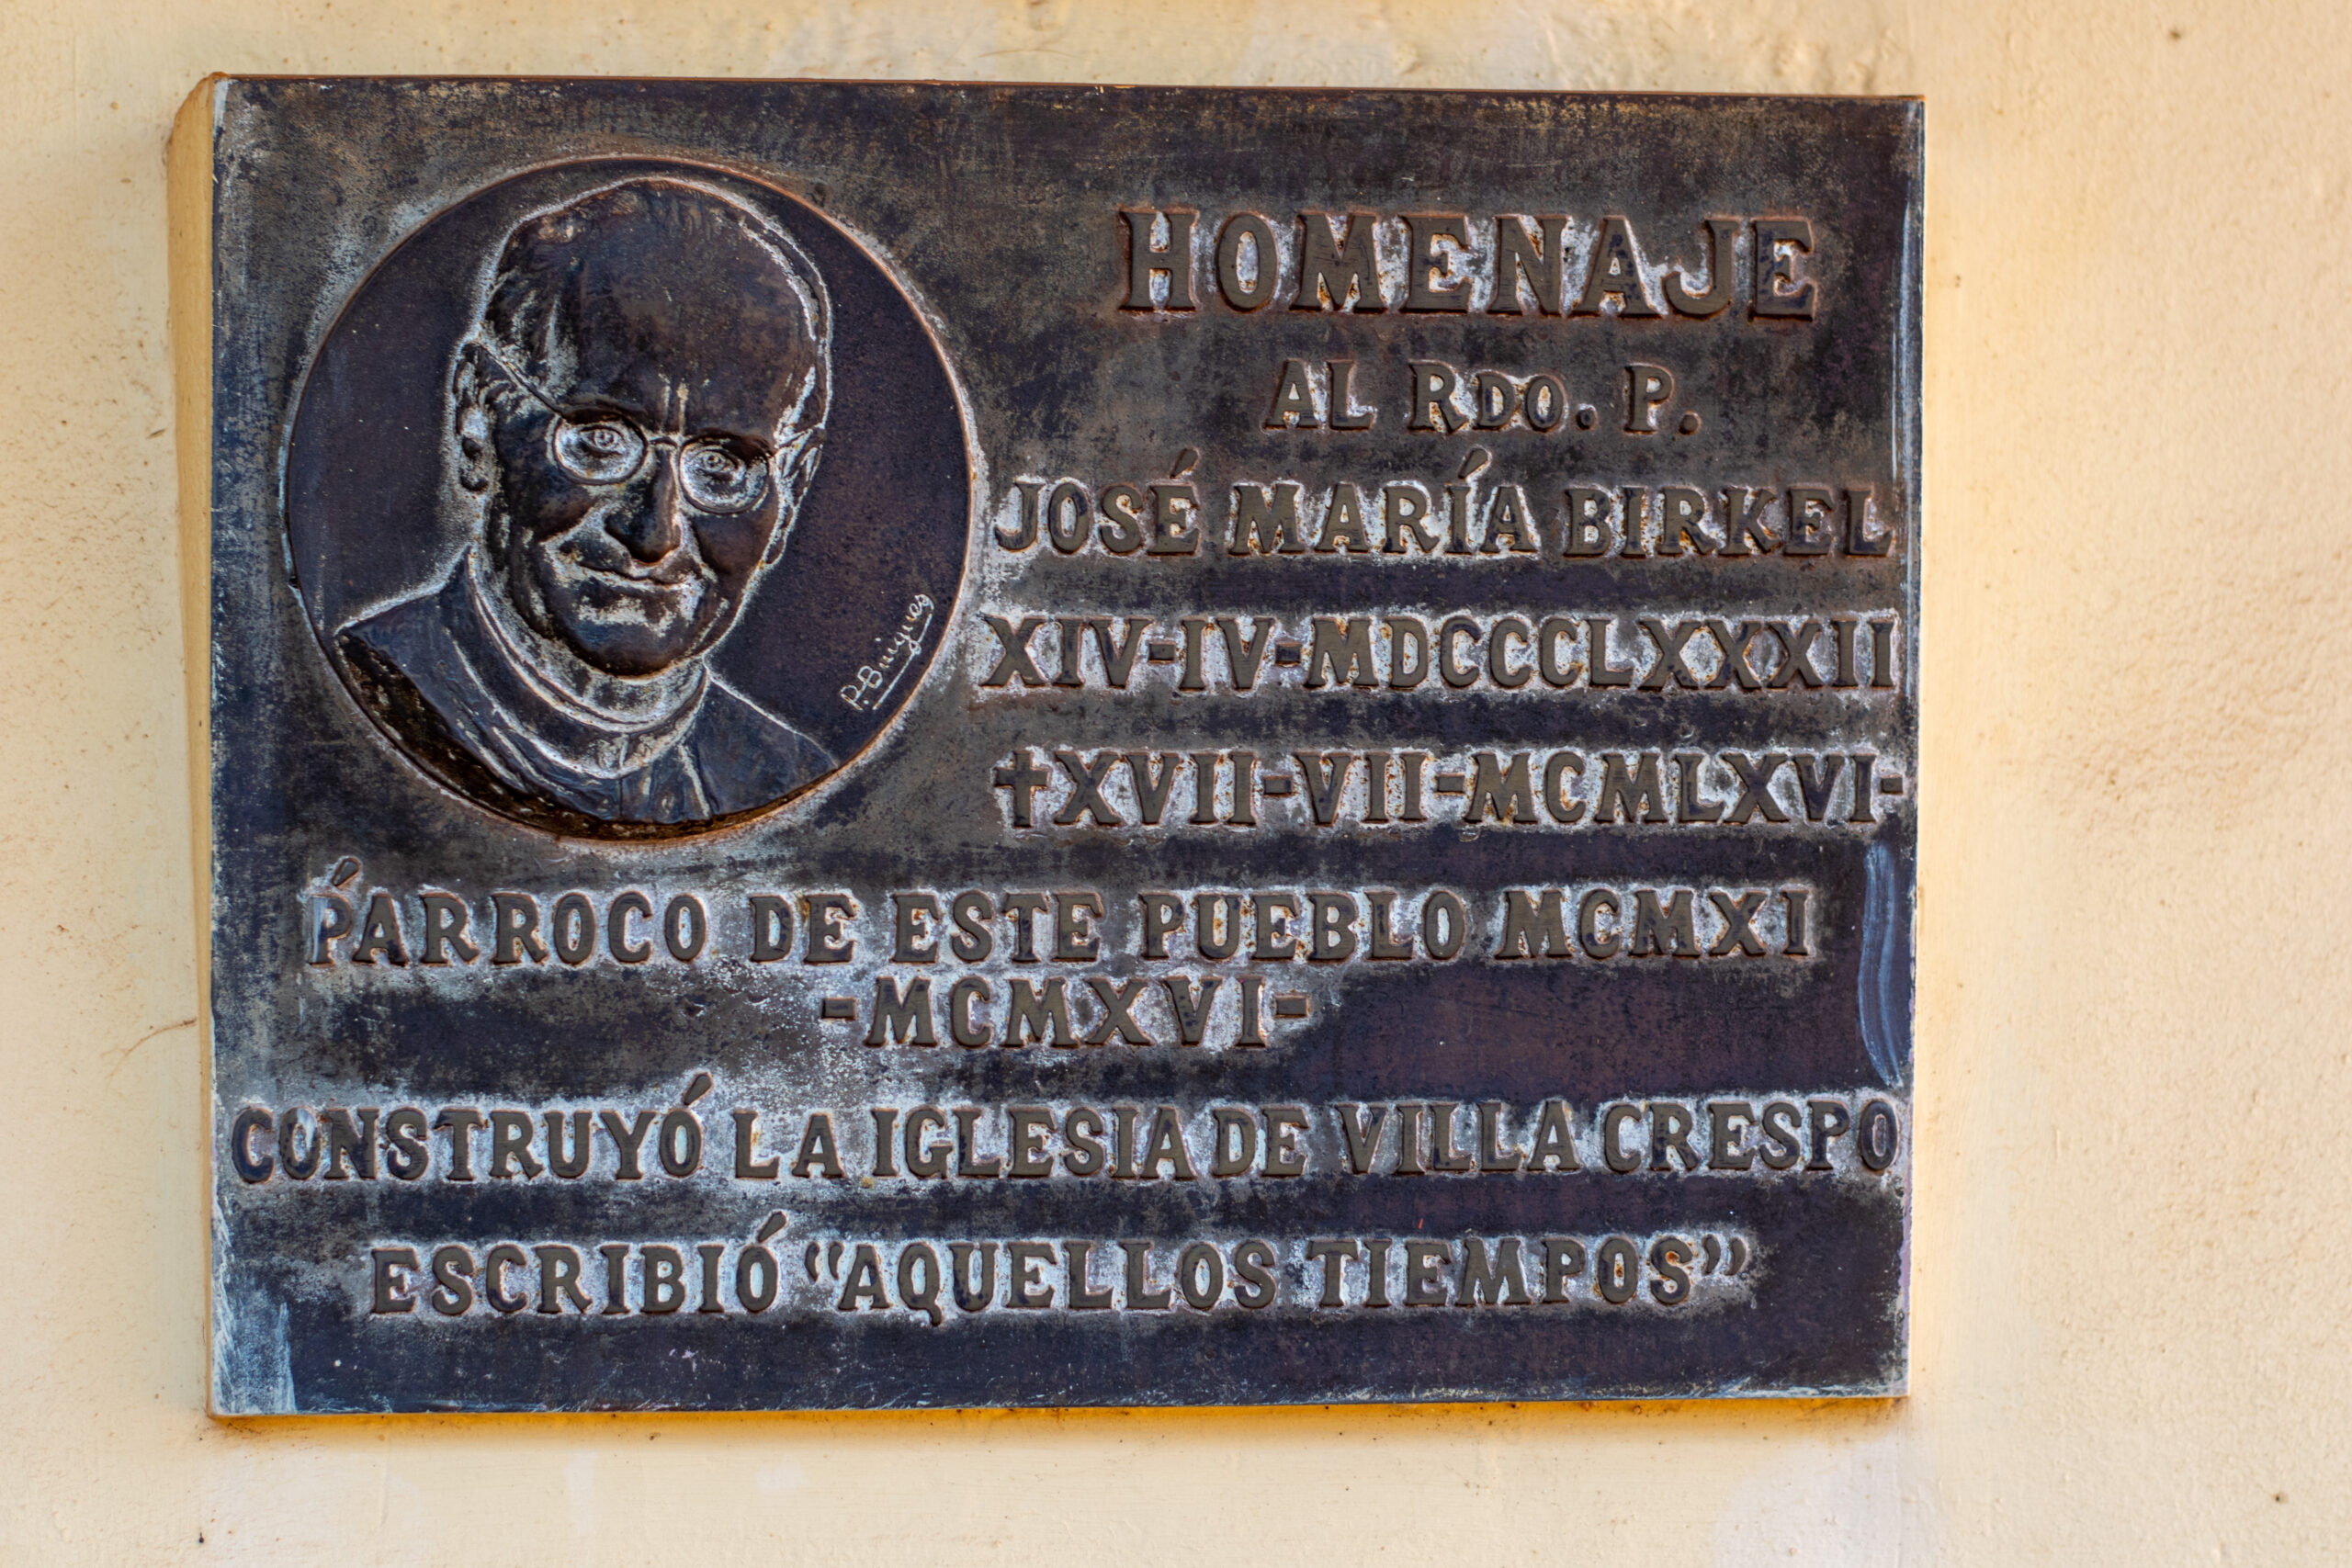 HOMENAJE
AL RDO. P.
JOSÉ MARÍA BIRKEL
XIV-IV-MDCCCLXXXII
†XVII-VII-MCMLXVI-
P. Buigues
PÁRROCO DE ESTE PUEBLO MCMXI
-MCMXVI-
CONSTRUYÓ LA IGLESIA DE VILLA CRESPO
ESCRIBIÓ “AQUELLOS TIEMPOS”